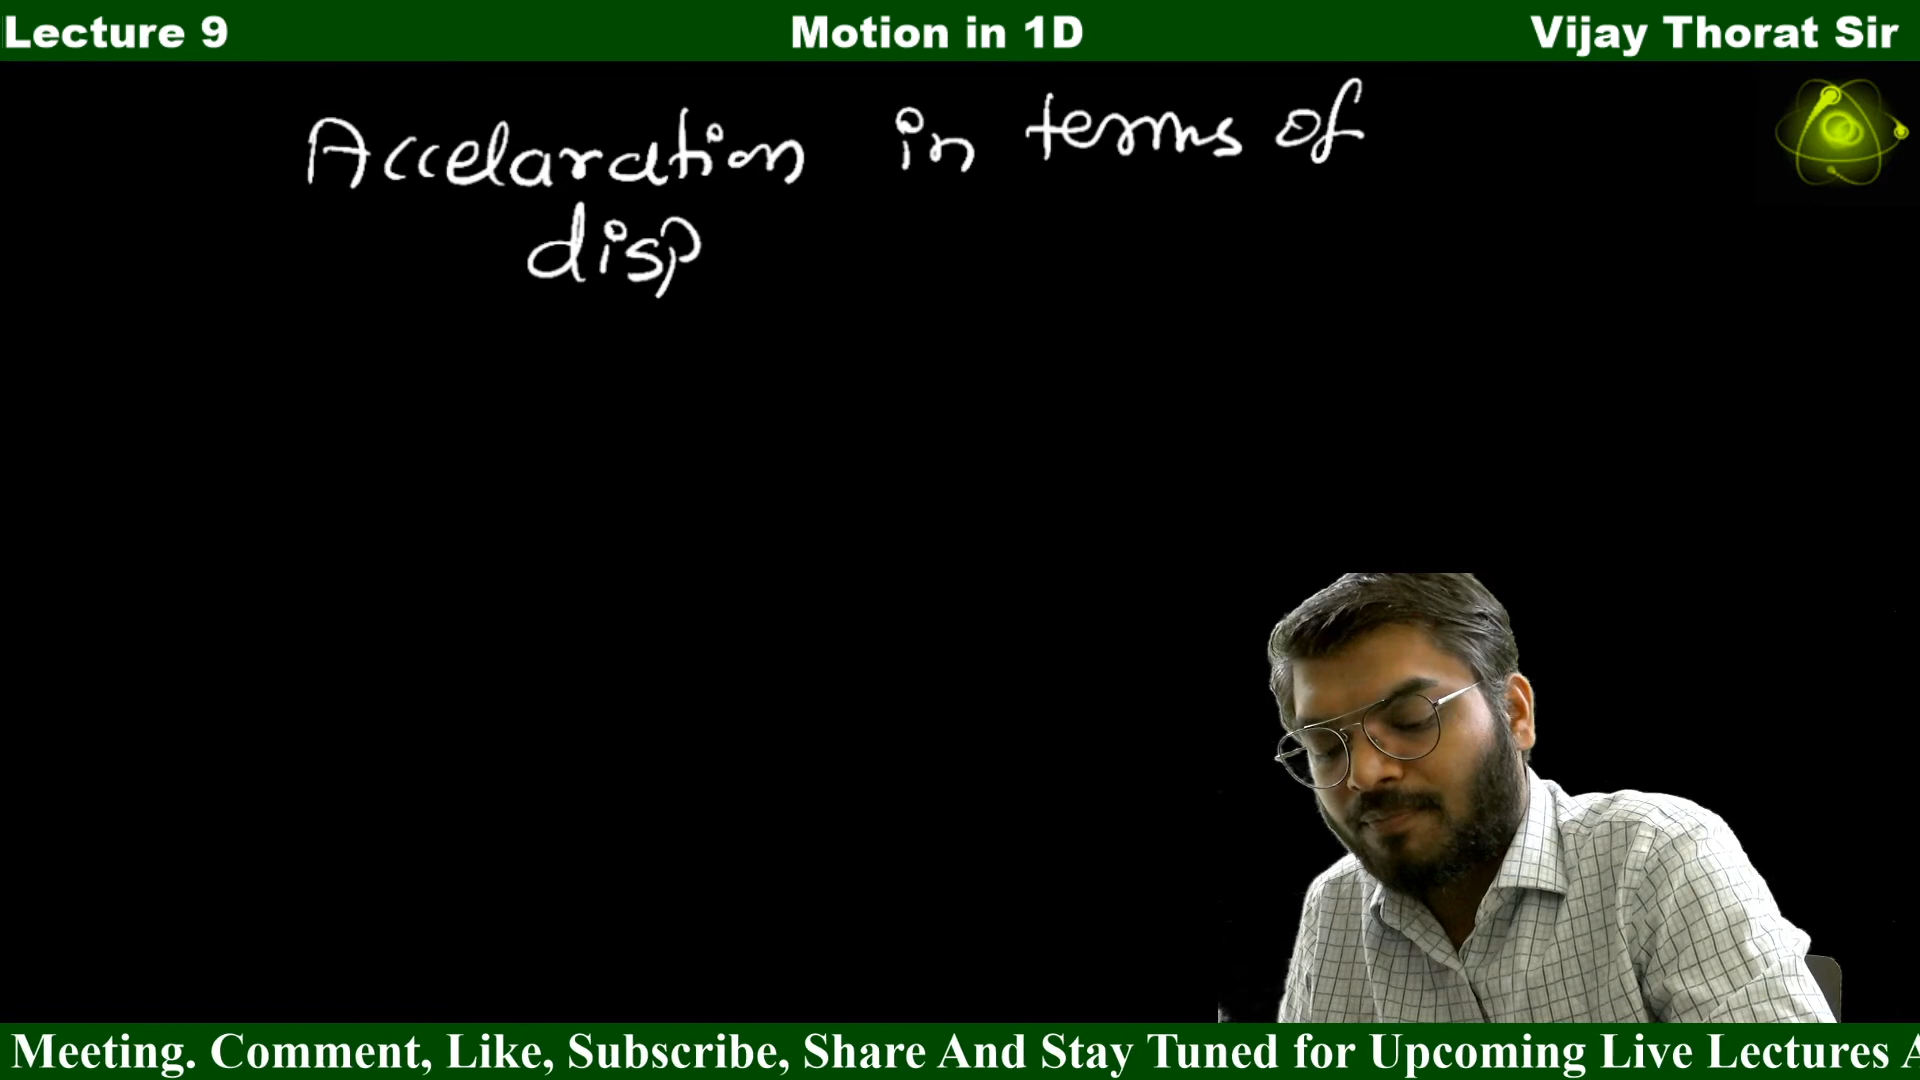 Lecture 9 Motion in 1D Vijay Thorat Sir
Accelaration in terms of
disp
Meeting. Comment, Like, Subscribe, Share And Stay Tuned for Upcoming Live Lectures A